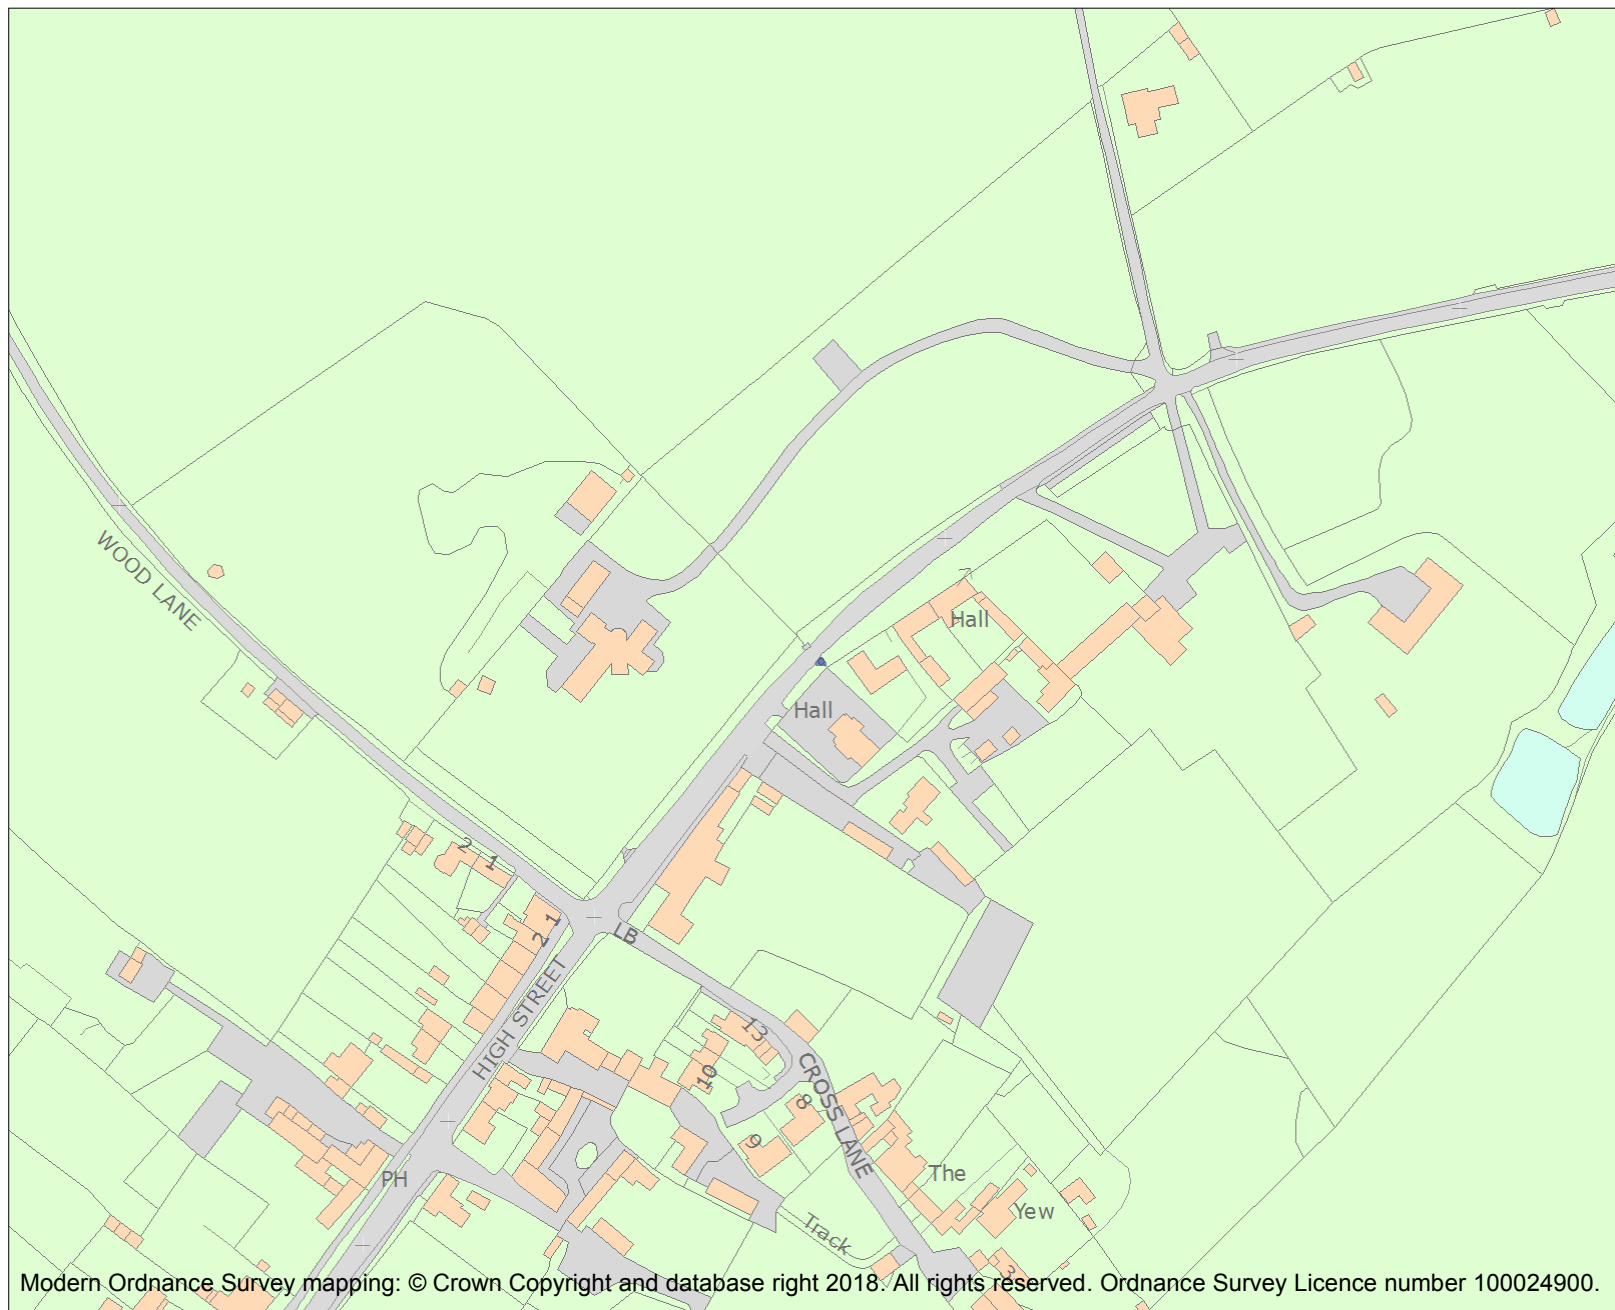 WOOD LANE
Hall
Hall
2
1
1
2
LB
HIGH STREET
13
10
CROSS LANE
8
9
PH
The
Yew
Track
3
Modern Ordnance Survey mapping: © Crown Copyright and database right 2018. All rights reserved. Ordnance Survey Licence number 100024900.